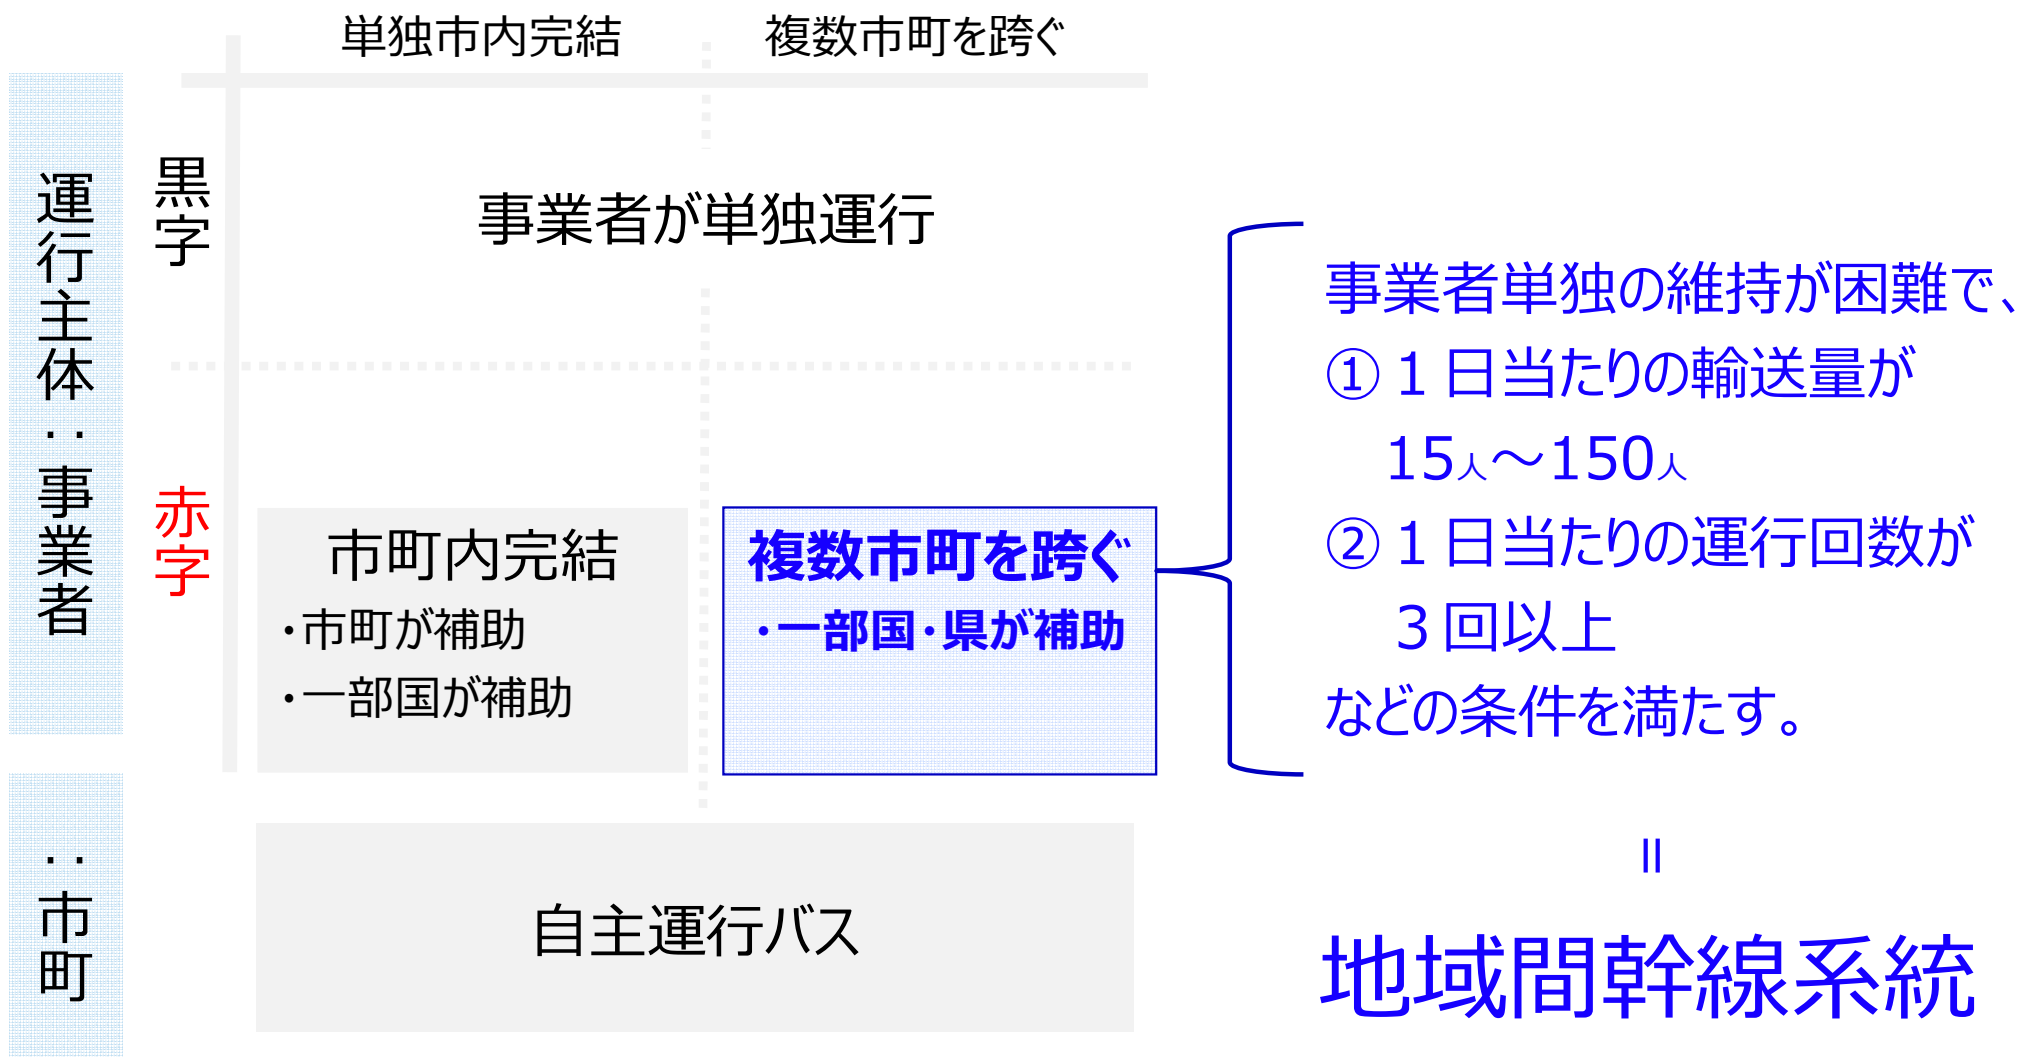 単独市内完結
複数市町を跨ぐ
運行主体：事業者
黒字
事業者が単独運行
赤字
市町内完結
・市町が補助
・一部国が補助
複数市町を跨ぐ
・一部国・県が補助
事業者単独の維持が困難で、
①１日当たりの輸送量が
15人～150人
②１日当たりの運行回数が
３回以上
などの条件を満たす。
＝
地域間幹線系統
：市町
自主運行バス